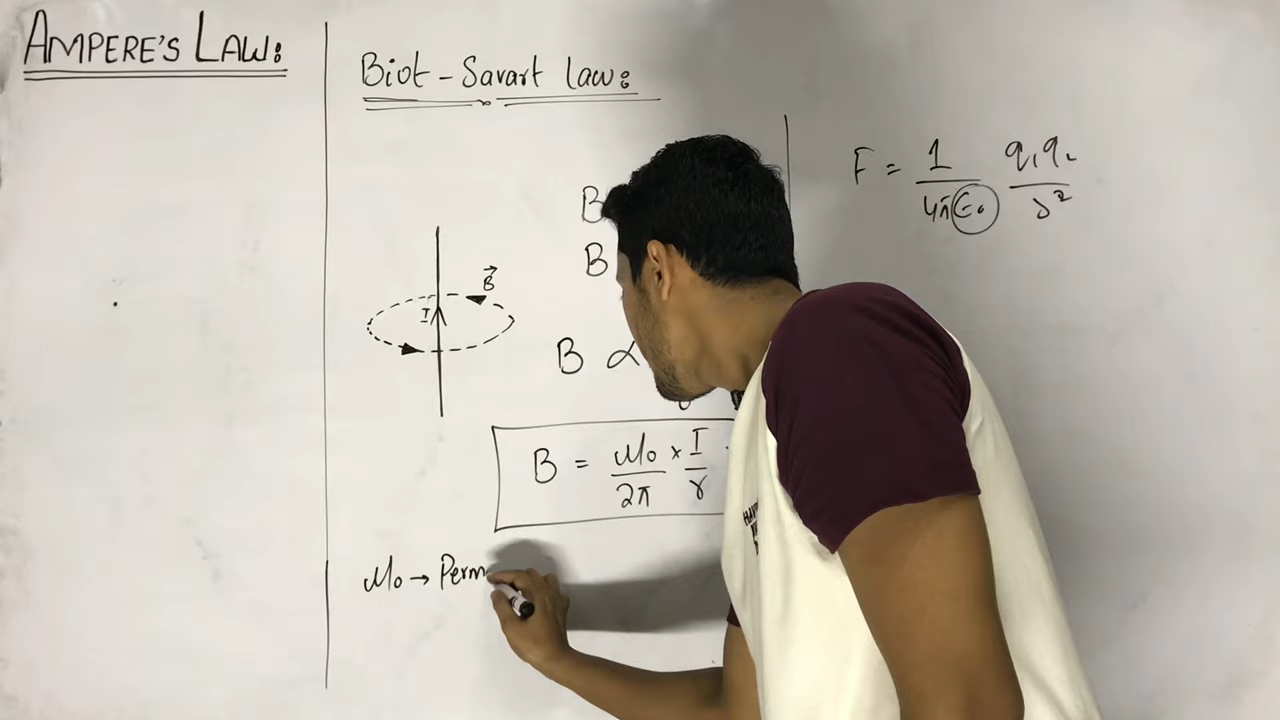 AMPERE'S LAW:
Biot-Savart law:
B
B
B ∝
B = μ₀/2π × I/r
μ₀ → Perm
I
B⃗
F = 1/4πϵ₀ q₁q₂/r²